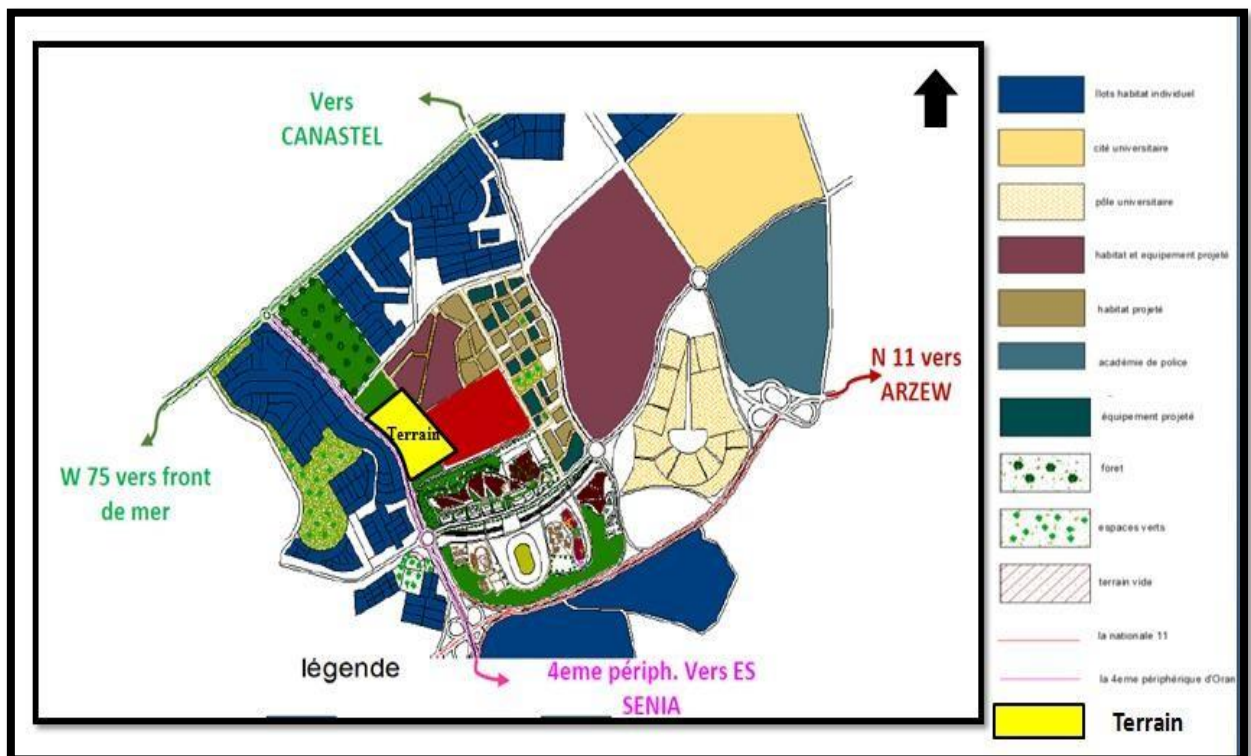 Vers
CANASTEL
N 11 vers
ARZEW
Terrain
W 75 vers front
de mer
légende
4eme périph. Vers ES
SENIA
Ilots habitat individuel
cité universitaire
pôle universitaire
habitat et equipement projeté
habitat projeté
académie de police
équipement projeté
foret
espaces verts
terrain vide
la nationale 11
la 4eme périphérique d'Oran
Terrain